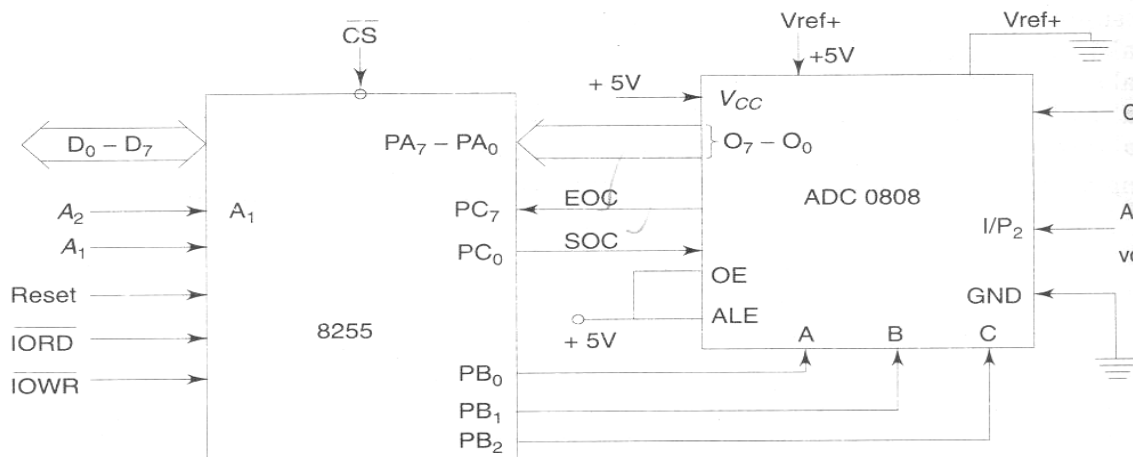 CS
Vref+
Vref+
+5V
+ 5V
VCC
D0 – D7
PA7 – PA0
O7 – O0
ADC 0808
A2
A1
PC7
EOC
A1
PC0
SOC
I/P2
OE
Reset
GND
ALE
IORD
8255
+ 5V
A
B
C
IOWR
PB0
PB1
PB2